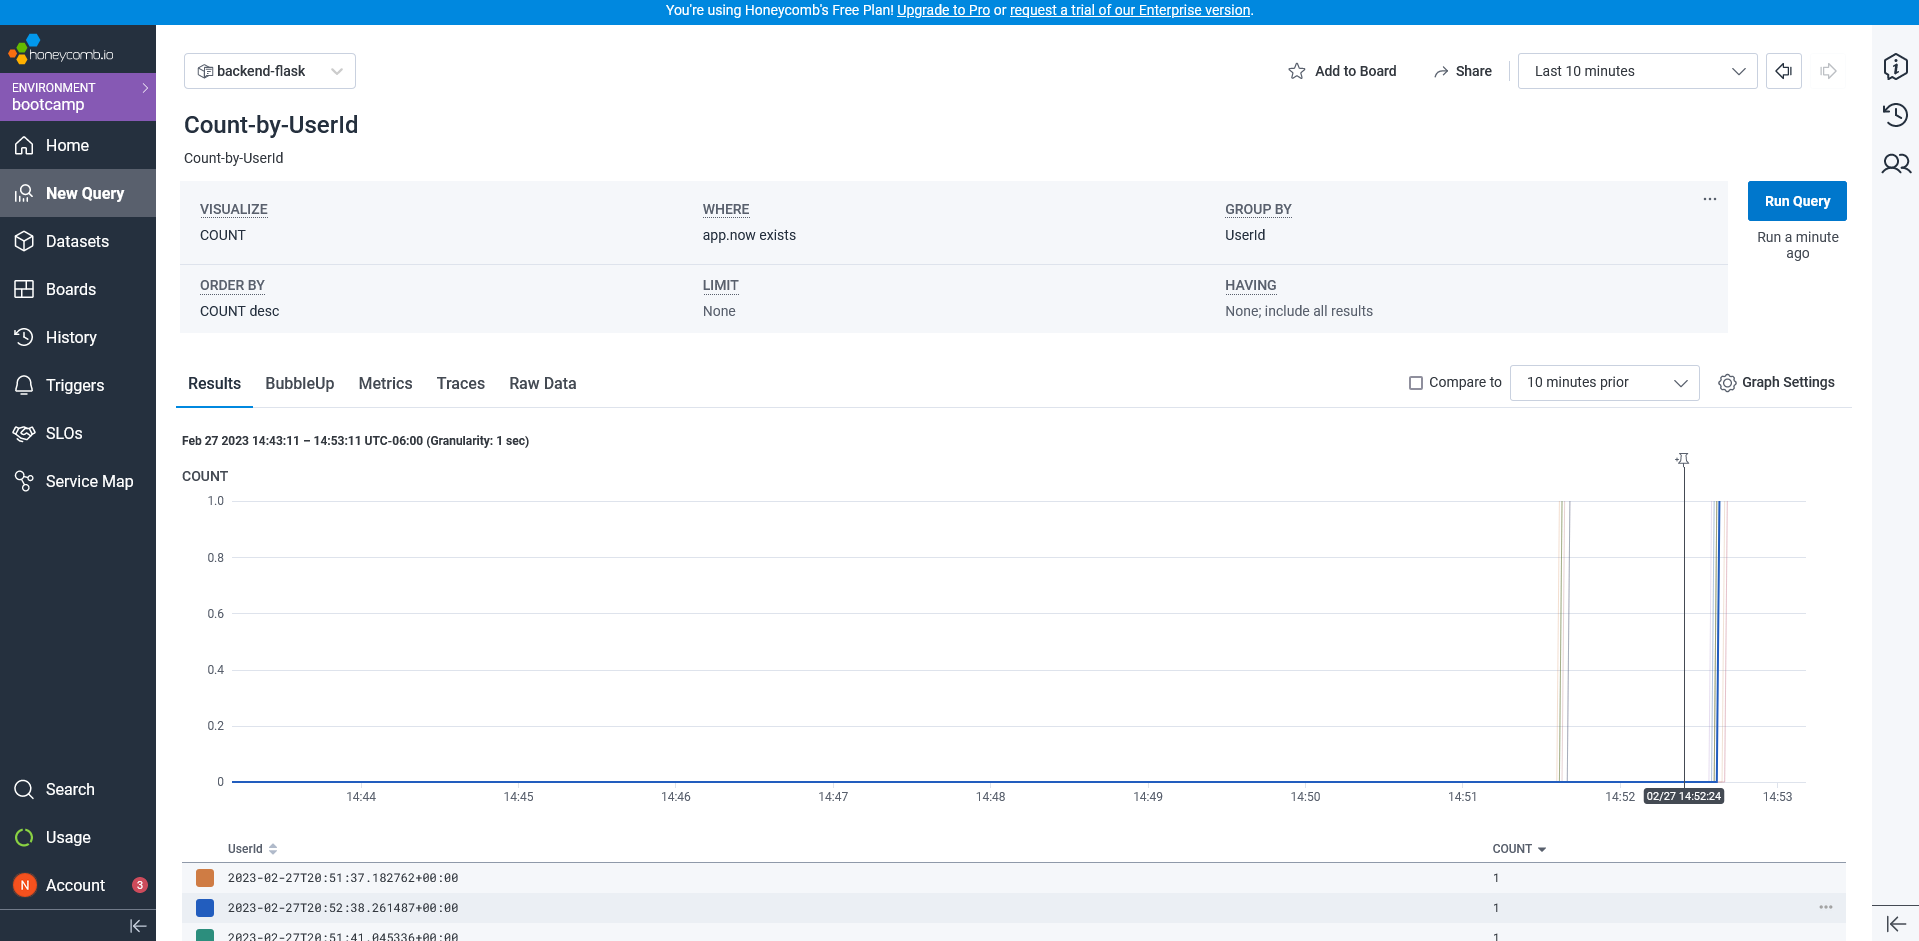 You're using Honeycomb's Free Plan! Upgrade to Pro or request a trial of our Enterprise version.
honeycomb.io
ENVIRONMENT
bootcamp
Home
New Query
Datasets
Boards
History
Triggers
SLOs
Service Map
Search
Usage
N Account 3
backend-flask
Add to Board Share Last 10 minutes
Count-by-UserId
Count-by-UserId
VISUALIZE WHERE GROUP BY
COUNT app.now exists UserId
ORDER BY LIMIT HAVING
COUNT desc None None; include all results
Run Query
Run a minute
ago
Results BubbleUp Metrics Traces Raw Data
Compare to 10 minutes prior Graph Settings
Feb 27 2023 14:43:11 – 14:53:11 UTC-06:00 (Granularity: 1 sec)
COUNT
1.0
0.8
0.6
0.4
0.2
0
14:44 14:45 14:46 14:47 14:48 14:49 14:50 14:51 14:52 02/27 14:52:24 14:53
UserId COUNT
2023-02-27T20:51:37.182762+00:00 1
2023-02-27T20:52:38.261487+00:00 1
2023-02-27T20:51:41.045336+00:00 1